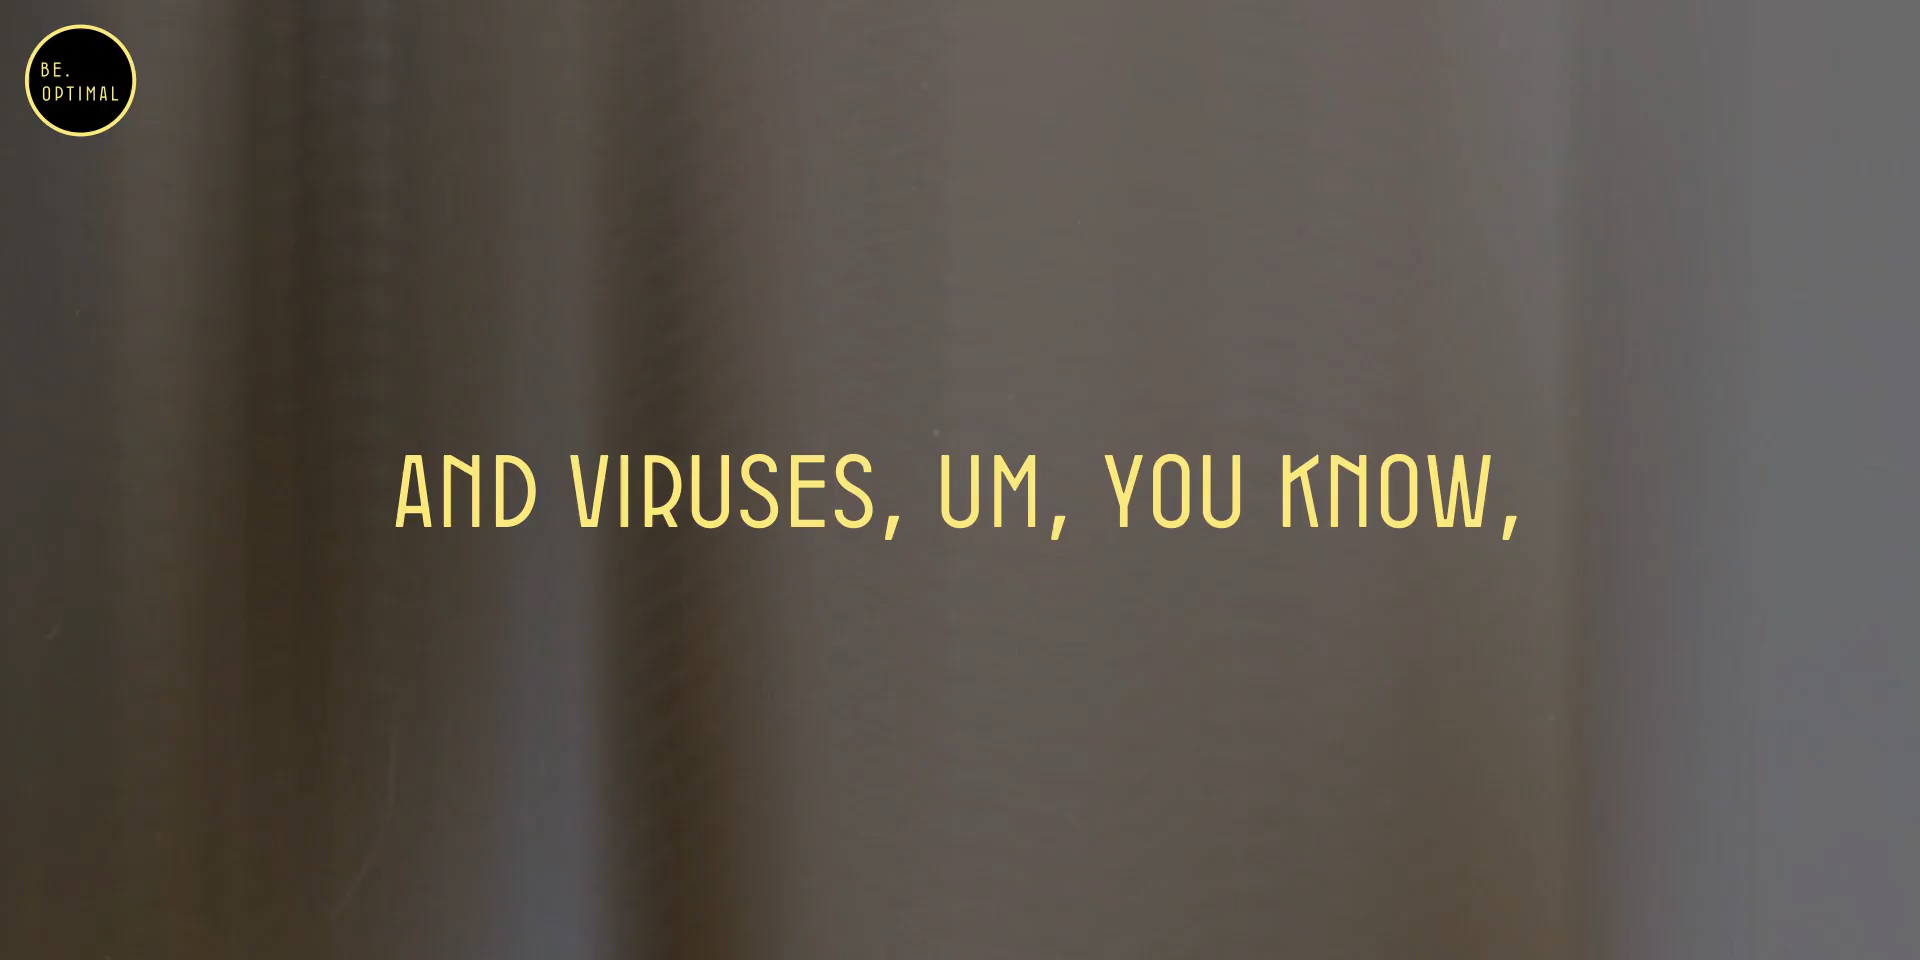 BE.
OPTIMAL
AND VIRUSES, UM, YOU KNOW,